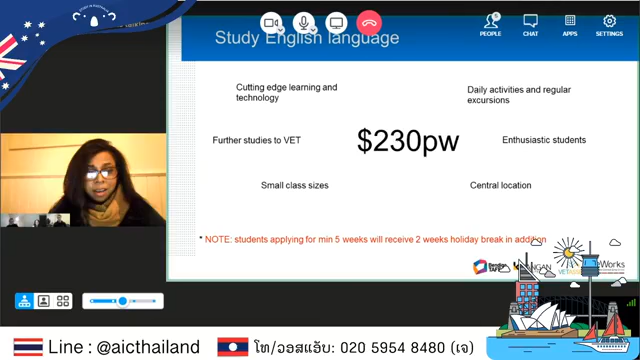 PEOPLE
CHAT
APPS
SETTINGS
Study English language
Cutting edge learning and
technology
Daily activities and regular
excursions
Further studies to VET
$230pw
Enthusiastic students
Small class sizes
Central location
* NOTE: students applying for min 5 weeks will receive 2 weeks holiday break in addition
Line : @aicthailand
โท/วอสแอ็บ: 020 5954 8480 (เจ)